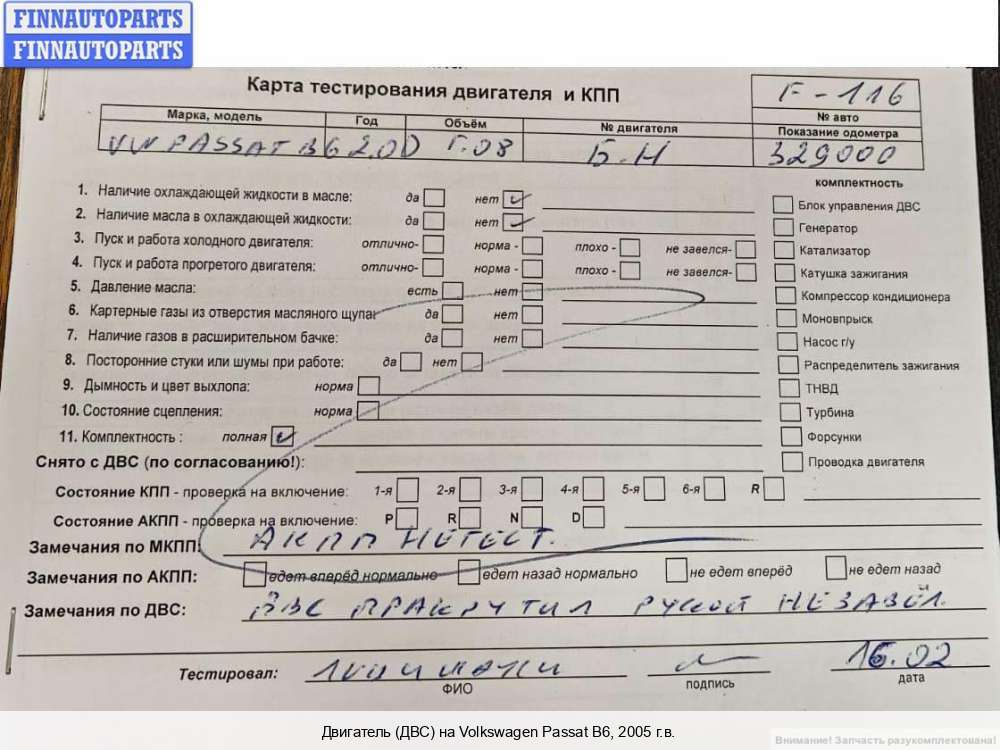 FINNAUTOPARTS
FINNAUTOPARTS
Карта тестирования двигателя и КПП
F-116
№ авто
Марка, модель Год Объём № двигателя Показание одометра
VW PASSAT B6 2.0D Г.08 Б.Н 329000
комплектность
1. Наличие охлаждающей жидкости в масле: да нет
Блок управления ДВС
2. Наличие масла в охлаждающей жидкости: да нет
Генератор
3. Пуск и работа холодного двигателя: отлично- норма - плохо - не завелся-
Катализатор
4. Пуск и работа прогретого двигателя: отлично- норма - плохо - не завелся-
Катушка зажигания
5. Давление масла: есть нет
Компрессор кондиционера
6. Картерные газы из отверстия масляного щупа: да нет
Моновпрыск
7. Наличие газов в расширительном бачке: да нет
Насос г/у
8. Посторонние стуки или шумы при работе: да нет
Распределитель зажигания
9. Дымность и цвет выхлопа: норма
ТНВД
10. Состояние сцепления: норма
Турбина
11. Комплектность : полная
Форсунки
Снято с ДВС (по согласованию!):
Проводка двигателя
Состояние КПП - проверка на включение: 1-я 2-я 3-я 4-я 5-я 6-я R
Состояние АКПП - проверка на включение: P R N D
Замечания по МКПП: АКПП НЕТЕСТ.
Замечания по АКПП: едет вперёд нормально едет назад нормально не едет вперёд не едет назад
Замечания по ДВС: ДВС ПРАКРУТИЛ РУКОЙ НЕЗАВЁЛ.
Тестировал: 16.02
ФИО подпись дата
Двигатель (ДВС) на Volkswagen Passat B6, 2005 г.в.
Внимание! Запчасть разукомплектована!